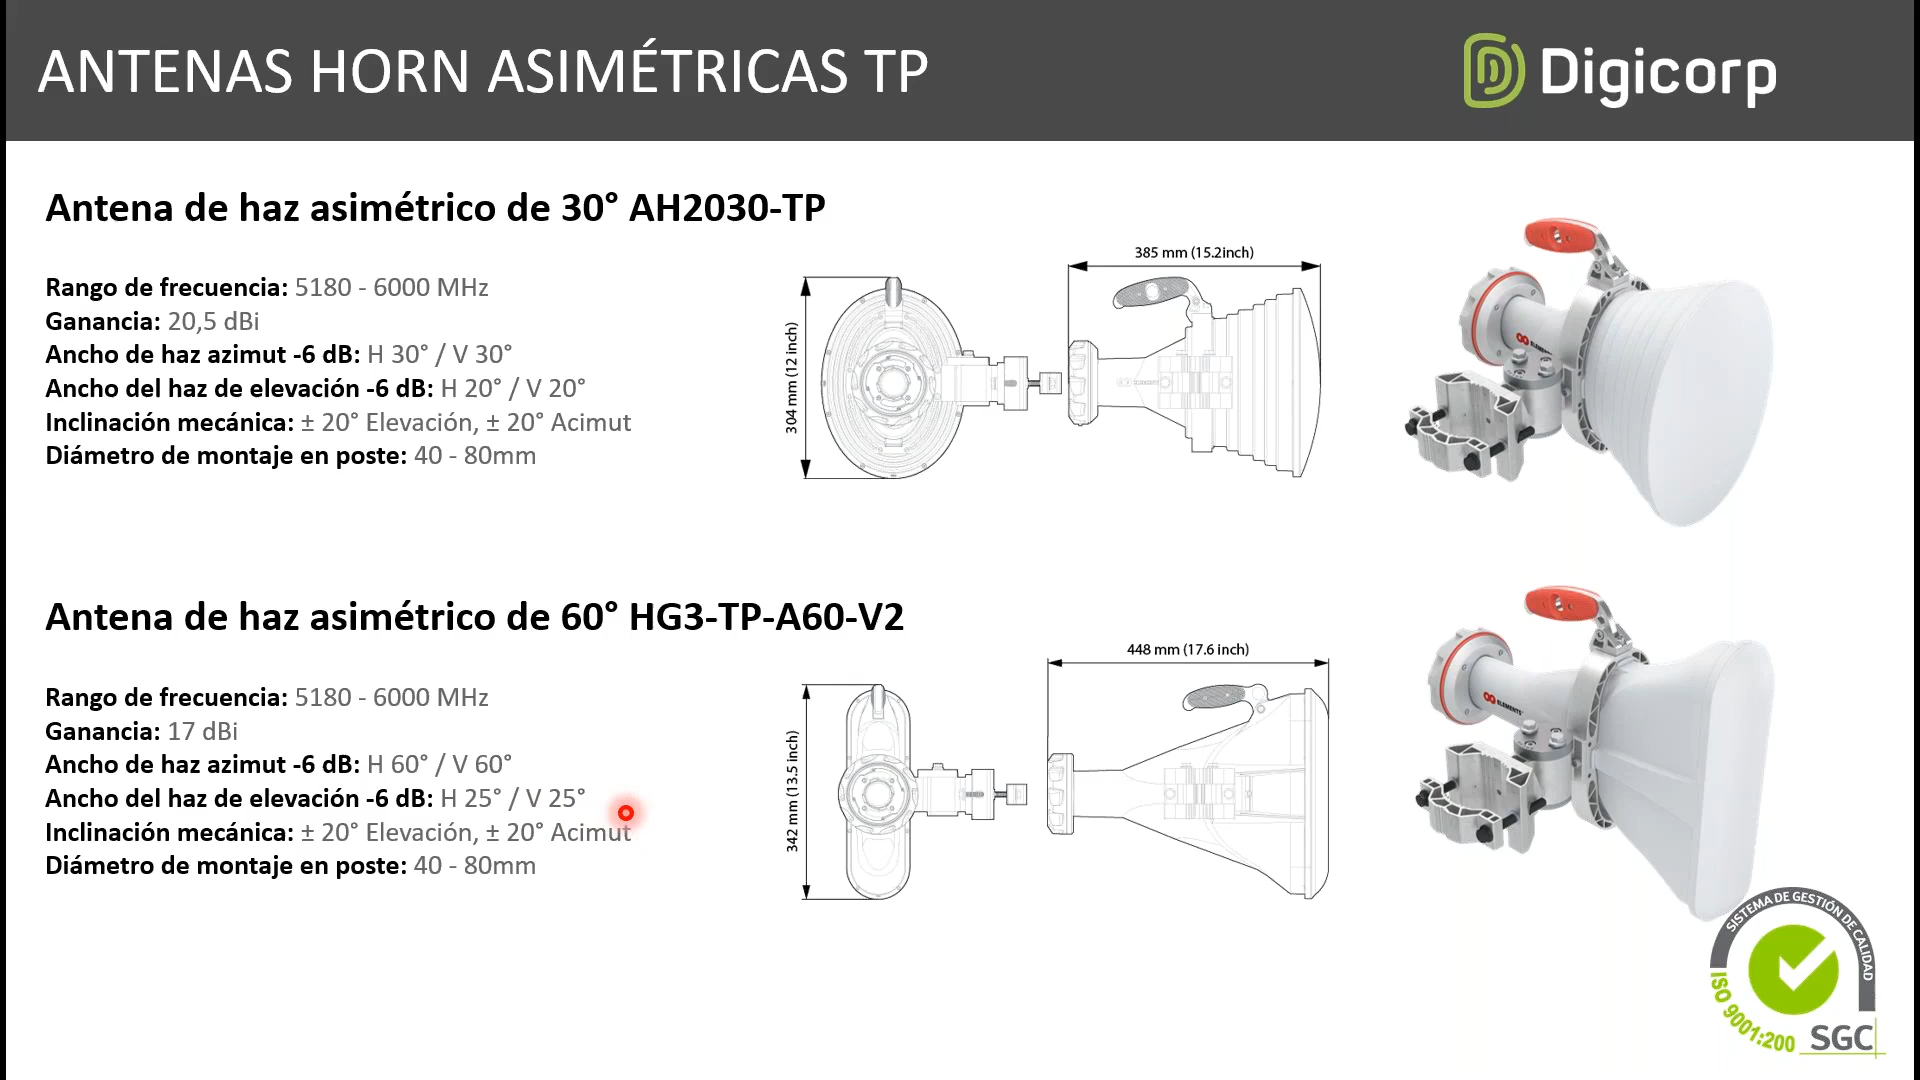 ANTENAS HORN ASIMÉTRICAS TP
Digicorp
Antena de haz asimétrico de 30° AH2030-TP
Rango de frecuencia: 5180 - 6000 MHz
Ganancia: 20,5 dBi
Ancho de haz azimut -6 dB: H 30° / V 30°
Ancho del haz de elevación -6 dB: H 20° / V 20°
Inclinación mecánica: ± 20° Elevación, ± 20° Acimut
Diámetro de montaje en poste: 40 - 80mm
304 mm (12 inch)
385 mm (15.2inch)
ELEMENTS
Antena de haz asimétrico de 60° HG3-TP-A60-V2
Rango de frecuencia: 5180 - 6000 MHz
Ganancia: 17 dBi
Ancho de haz azimut -6 dB: H 60° / V 60°
Ancho del haz de elevación -6 dB: H 25° / V 25°
Inclinación mecánica: ± 20° Elevación, ± 20° Acimut
Diámetro de montaje en poste: 40 - 80mm
342 mm (13.5 inch)
448 mm (17.6 inch)
ELEMENTS
SISTEMA DE GESTIÓN DE CALIDAD
ISO 9001:200
SGC